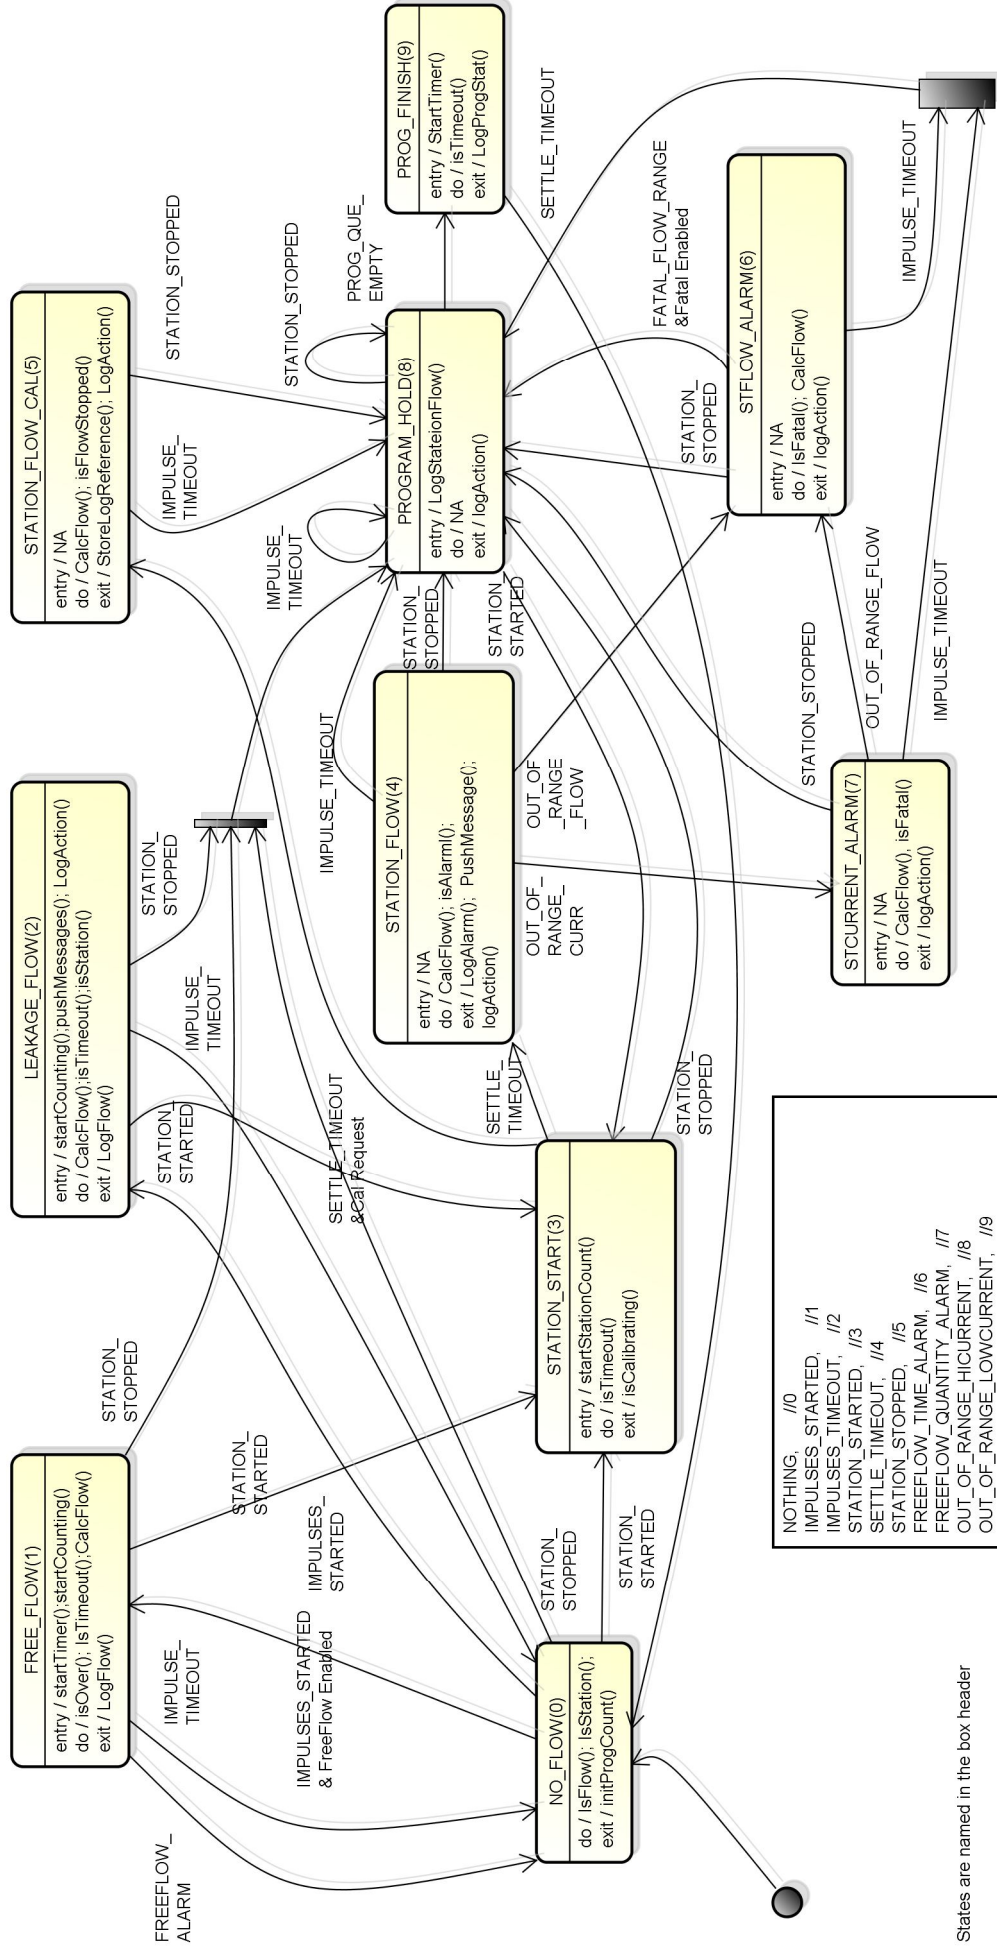 FREE_FLOW(1)
entry / startTimer();startCounting()
do / isOver(); IsTimeout();CalcFlow()
exit / LogFlow()
LEAKAGE_FLOW(2)
entry / startCounting();pushMessages(); LogAction()
do / CalcFlow();isTimeout();isStation()
exit / LogFlow()
STATION_FLOW_CAL(5)
entry / NA
do / CalcFlow(); isFlowStopped()
exit / StoreLogReference(); LogAction()
FREEFLOW_
ALARM
IMPULSE_
TIMEOUT
STATION_
STOPPED
STATION_
STARTED
IMPULSE_
TIMEOUT
STATION_
STOPPED
IMPULSE_
TIMEOUT
STATION_STOPPED
IMPULSES_STARTED
& FreeFlow Enabled
IMPULSES_
STARTED
STATION_
STARTED
SETTLE_TIMEOUT
&Cal Request
IMPULSE_TIMEOUT
IMPULSE_
TIMEOUT
STATION_STOPPED
PROG_QUE_
EMPTY
STATION_FLOW(4)
entry / NA
do / CalcFlow(); isAlarmI();
exit / LogAlarm();  PushMessage();
logAction()
STATION_
STOPPED
PROGRAM_HOLD(8)
entry / LogStateionFlow()
do / NA
exit / logAction()
PROG_FINISH(9)
entry / StartTimer()
do / isTimeout()
exit / LogProgStat()
NO_FLOW(0)
do / IsFlow(); IsStation();
exit / initProgCount()
STATION_
STOPPED
STATION_
STARTED
STATION_START(3)
entry / startStationCount()
do / isTimeout()
exit / isCalibrating()
SETTLE_
TIMEOUT
OUT_OF_
RANGE_
CURR
OUT_OF
_RANGE
_FLOW
STATION_
STARTED
SETTLE_TIMEOUT
STATION_
STOPPED
STATION_
STOPPED
FATAL_FLOW_RANGE
&Fatal Enabled
STFLOW_ALARM(6)
entry / NA
do / IsFatal(); CalcFlow()
exit / logAction()
STCURRENT_ALARM(7)
entry / NA
do / CalcFlow(), isFatal()
exit / logAction()
STATION_STOPPED
OUT_OF_RANGE_FLOW
IMPULSE_TIMEOUT
IMPULSE_TIMEOUT
NOTHING,    //0
IMPULSES_STARTED,    //1
IMPULSES_TIMEOUT,    //2
STATION_STARTED,    //3
SETTLE_TIMEOUT,    //4
STATION_STOPPED,    //5
FREEFLOW_TIME_ALARM,    //6
FREEFLOW_QUANTITY_ALARM,    //7
OUT_OF_RANGE_HICURRENT,    //8
OUT_OF_RANGE_LOWCURRENT,    //9
States are named in the box header